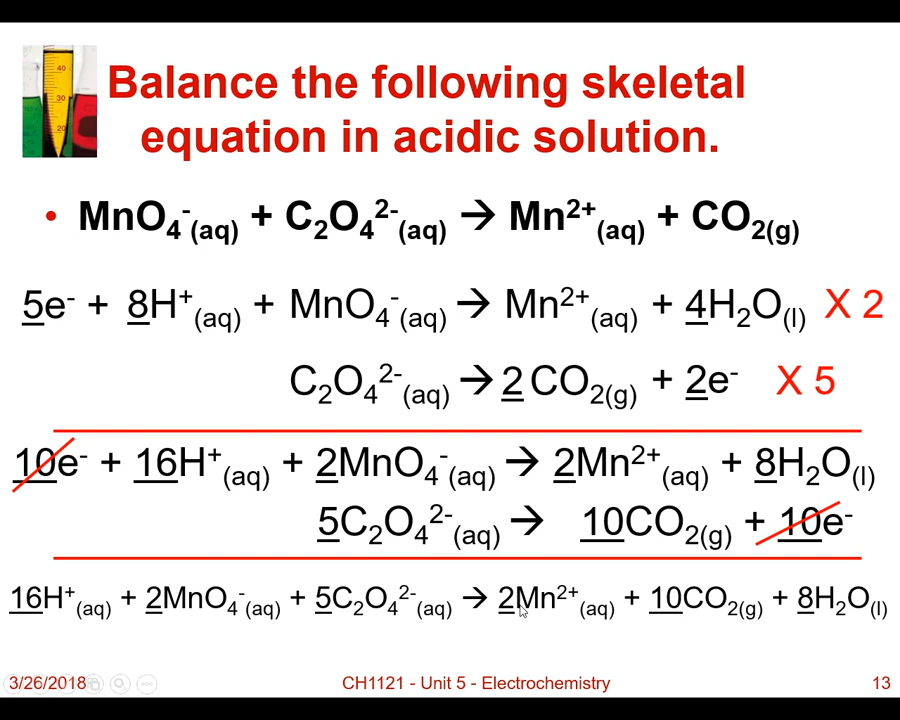 40
30
20
Balance the following skeletal
equation in acidic solution.
• MnO₄⁻(aq) + C₂O₄²⁻(aq) → Mn²⁺(aq) + CO₂(g)
5e⁻ + 8H⁺(aq) + MnO₄⁻(aq) → Mn²⁺(aq) + 4H₂O(l) X 2
C₂O₄²⁻(aq) → 2 CO₂(g) + 2e⁻ X 5
10e⁻ + 16H⁺(aq) + 2MnO₄⁻(aq) → 2Mn²⁺(aq) + 8H₂O(l)
5C₂O₄²⁻(aq) → 10CO₂(g) + 10e⁻
16H⁺(aq) + 2MnO₄⁻(aq) + 5C₂O₄²⁻(aq) → 2Mn²⁺(aq) + 10CO₂(g) + 8H₂O(l)
3/26/2018 CH1121 - Unit 5 - Electrochemistry 13